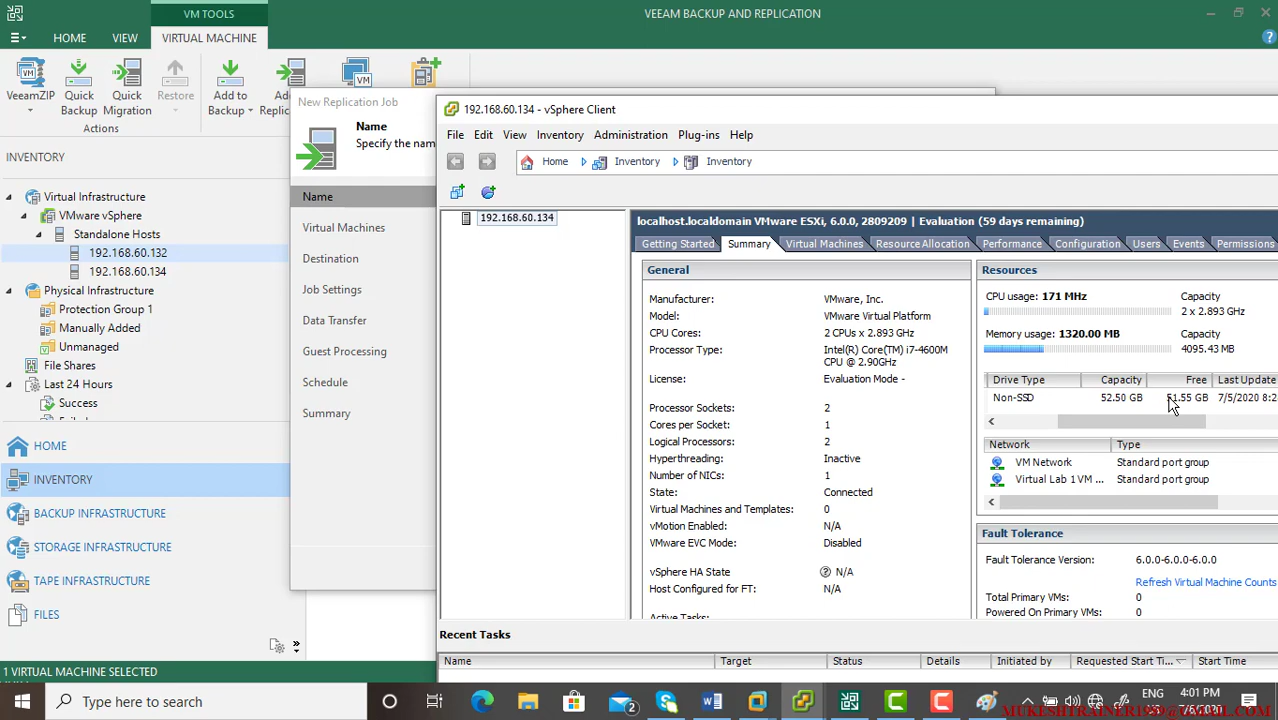 VM TOOLS
VEEAM BACKUP AND REPLICATION
HOME
VIEW
VIRTUAL MACHINE
VeeamZIP
Quick
Backup
Quick
Migration
Restore
Add to
Backup
Ad
Replic
VM
Actions
New Replication Job
Name
Specify the nam
Name
Virtual Machines
Destination
Job Settings
Data Transfer
Guest Processing
Schedule
Summary
INVENTORY
Virtual Infrastructure
VMware vSphere
Standalone Hosts
192.168.60.132
192.168.60.134
Physical Infrastructure
Protection Group 1
Manually Added
Unmanaged
File Shares
Last 24 Hours
Success
HOME
INVENTORY
BACKUP INFRASTRUCTURE
STORAGE INFRASTRUCTURE
TAPE INFRASTRUCTURE
FILES
1 VIRTUAL MACHINE SELECTED
192.168.60.134 - vSphere Client
File Edit View Inventory Administration Plug-ins Help
Home Inventory Inventory
192.168.60.134
localhost.localdomain VMware ESXi, 6.0.0, 2809209 | Evaluation (59 days remaining)
Getting Started Summary Virtual Machines Resource Allocation Performance Configuration Users Events Permissions
General
Manufacturer: VMware, Inc.
Model: VMware Virtual Platform
CPU Cores: 2 CPUs x 2.893 GHz
Processor Type: Intel(R) Core(TM) i7-4600M
CPU @ 2.90GHz
License: Evaluation Mode -
Processor Sockets: 2
Cores per Socket: 1
Logical Processors: 2
Hyperthreading: Inactive
Number of NICs: 1
State: Connected
Virtual Machines and Templates: 0
vMotion Enabled: N/A
VMware EVC Mode: Disabled
vSphere HA State N/A
Host Configured for FT: N/A
Active Tasks:
Resources
CPU usage: 171 MHz Capacity
2 x 2.893 GHz
Memory usage: 1320.00 MB Capacity
4095.43 MB
Drive Type Capacity Free Last Update
Non-SSD 52.50 GB 51.55 GB 7/5/2020 8:2
Network Type
VM Network Standard port group
Virtual Lab 1 VM ... Standard port group
Fault Tolerance
Fault Tolerance Version: 6.0.0-6.0.0-6.0.0
Refresh Virtual Machine Counts
Total Primary VMs: 0
Powered On Primary VMs: 0
Recent Tasks
Name Target Status Details Initiated by Requested Start Ti... Start Time
Type here to search
2
ENG
4:01 PM
7/6/2020